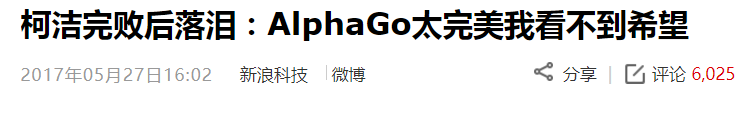 柯洁完败后落泪：AlphaGo太完美我看不到希望
2017年05月27日16:02 新浪科技 微博 分享 评论 6,025